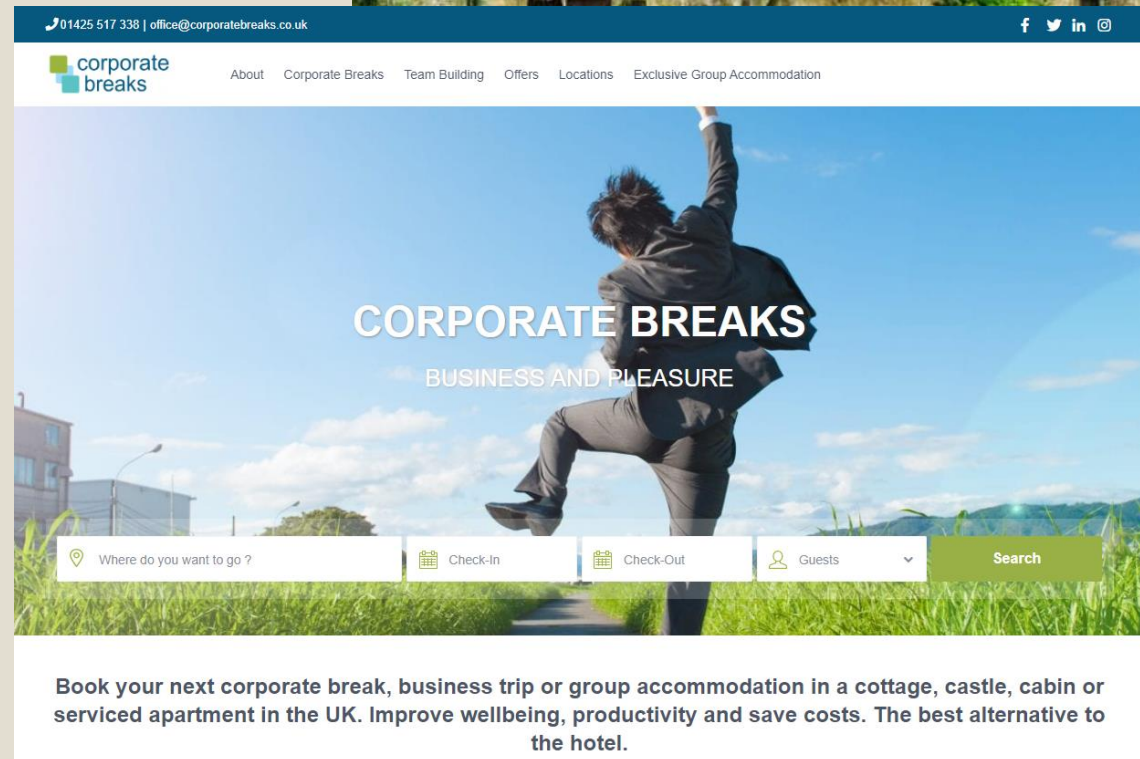 01425 517 338 | office@corporatebreaks.co.uk
corporate
breaks
About Corporate Breaks Team Building Offers Locations Exclusive Group Accommodation
CORPORATE BREAKS
BUSINESS AND PLEASURE
Where do you want to go ? Check-In Check-Out Guests Search
Book your next corporate break, business trip or group accommodation in a cottage, castle, cabin or
serviced apartment in the UK. Improve wellbeing, productivity and save costs. The best alternative to
the hotel.